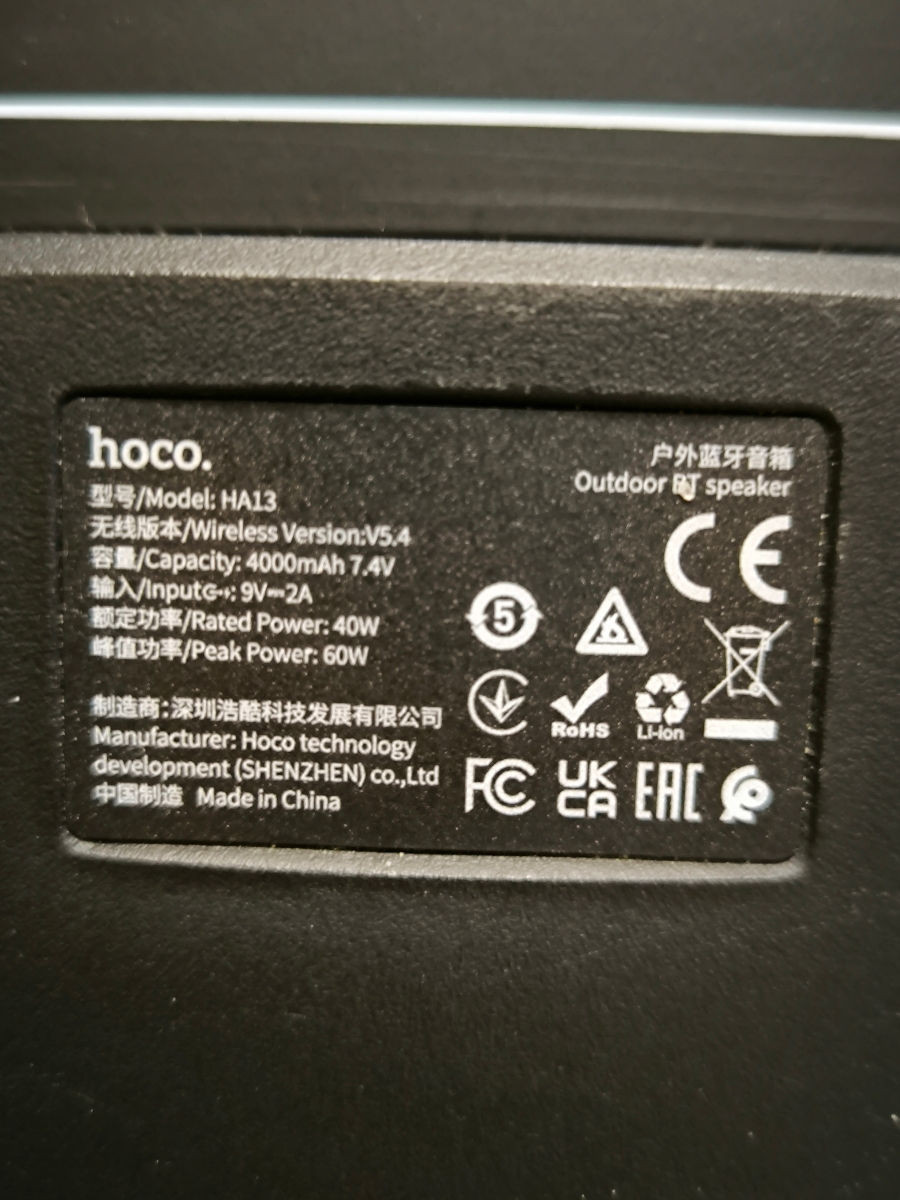 hoco.
户外蓝牙音箱
Outdoor BT speaker
型号/Model: HA13
无线版本/Wireless Version:V5.4
容量/Capacity: 4000mAh 7.4V
输入/Input: 9V⎓2A
额定功率/Rated Power: 40W
峰值功率/Peak Power: 60W
制造商:深圳浩酷科技发展有限公司
Manufacturer: Hoco technology
development (SHENZHEN) co.,Ltd
中国制造 Made in China
CE
5
RoHS
Li-ion
FC
UK
CA
EAC